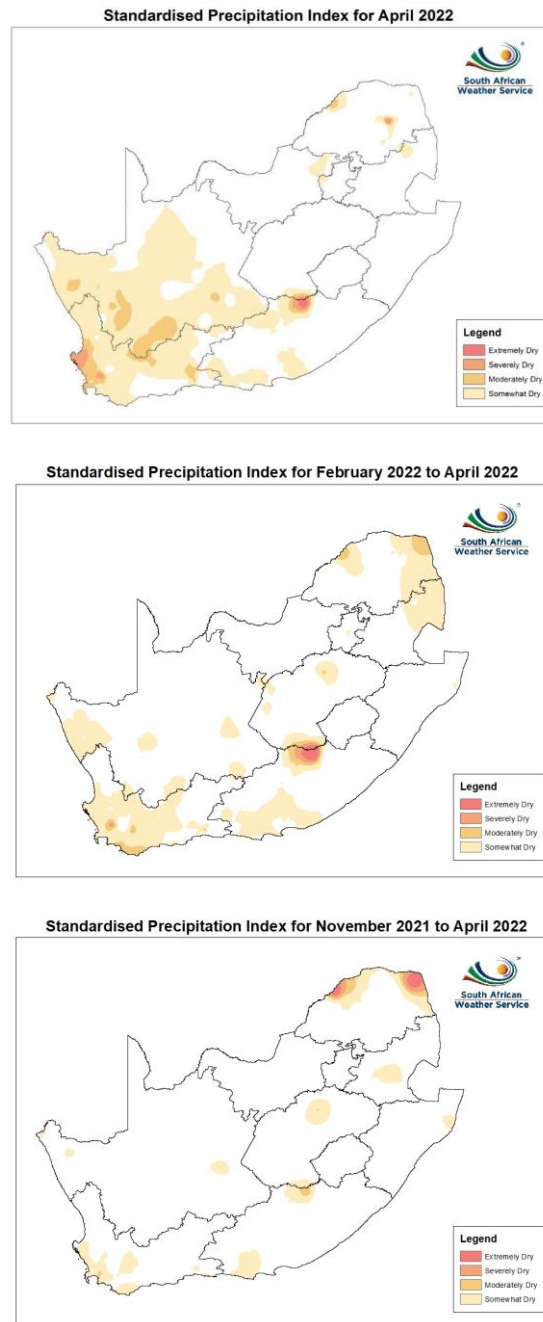 Standardised Precipitation Index for April 2022
South African
Weather Service
Legend
Extremely Dry
Severely Dry
Moderately Dry
Somewhat Dry
Standardised Precipitation Index for February 2022 to April 2022
South African
Weather Service
Legend
Extremely Dry
Severely Dry
Moderately Dry
Somewhat Dry
Standardised Precipitation Index for November 2021 to April 2022
South African
Weather Service
Legend
Extremely Dry
Severely Dry
Moderately Dry
Somewhat Dry